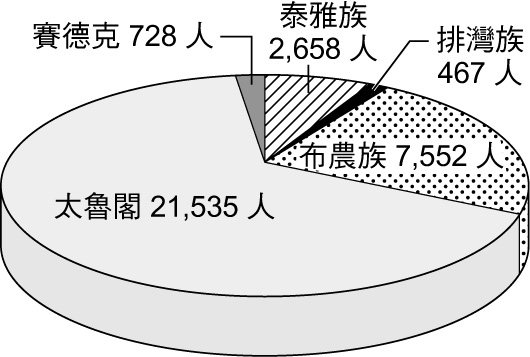 賽德克 728 人
泰雅族
2,658 人
排灣族
467 人
布農族 7,552 人
太魯閣 21,535 人